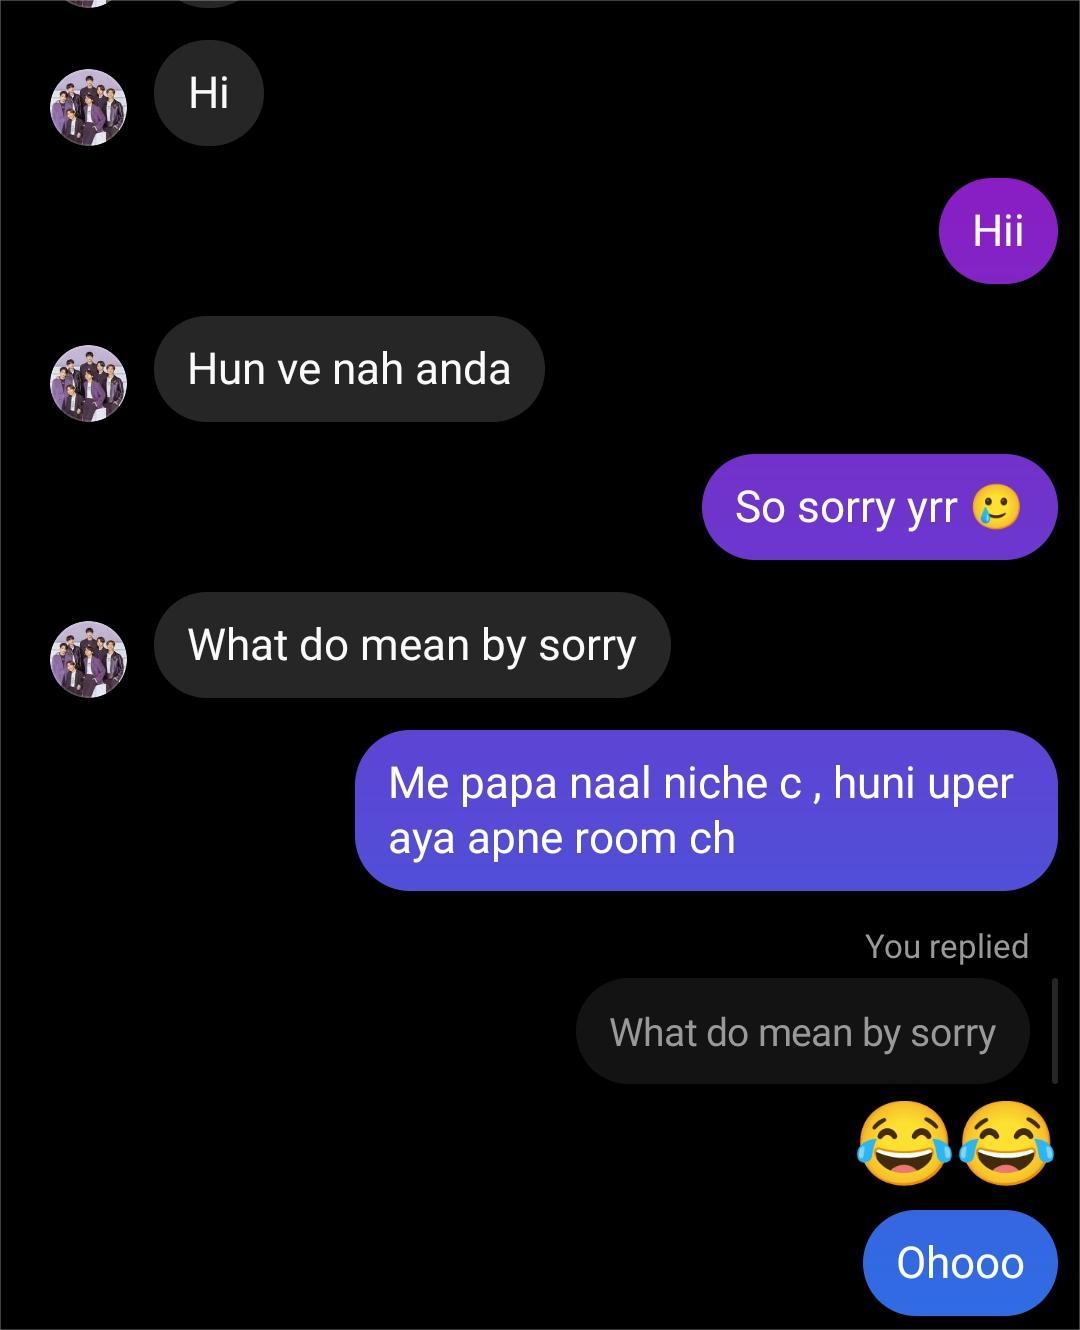 Hi
Hii
Hun ve nah anda
So sorry yrr 🥲
What do mean by sorry
Me papa naal niche c , huni uper
aya apne room ch
You replied
What do mean by sorry
😂😂
Ohooo